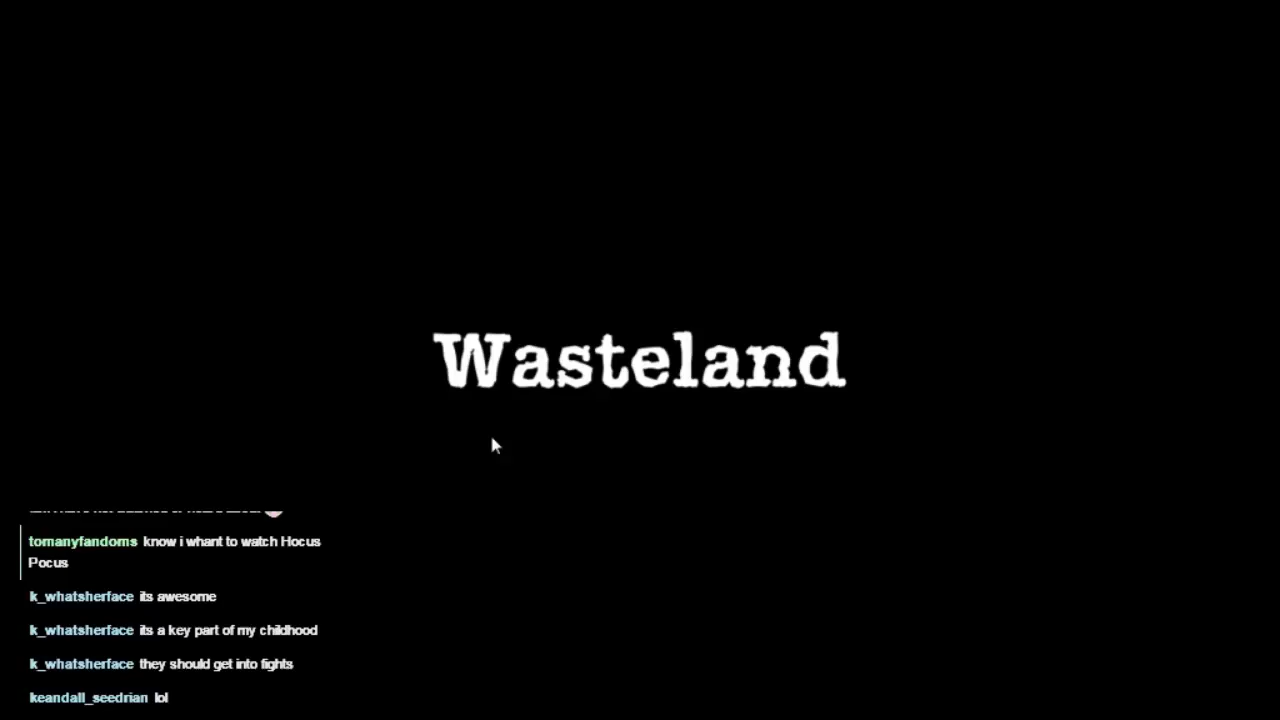 Wasteland
tomanyfandoms know i whant to watch Hocus
Pocus
k_whatsherface its awesome
k_whatsherface its a key part of my childhood
k_whatsherface they should get into fights
keandall_seedrian lol